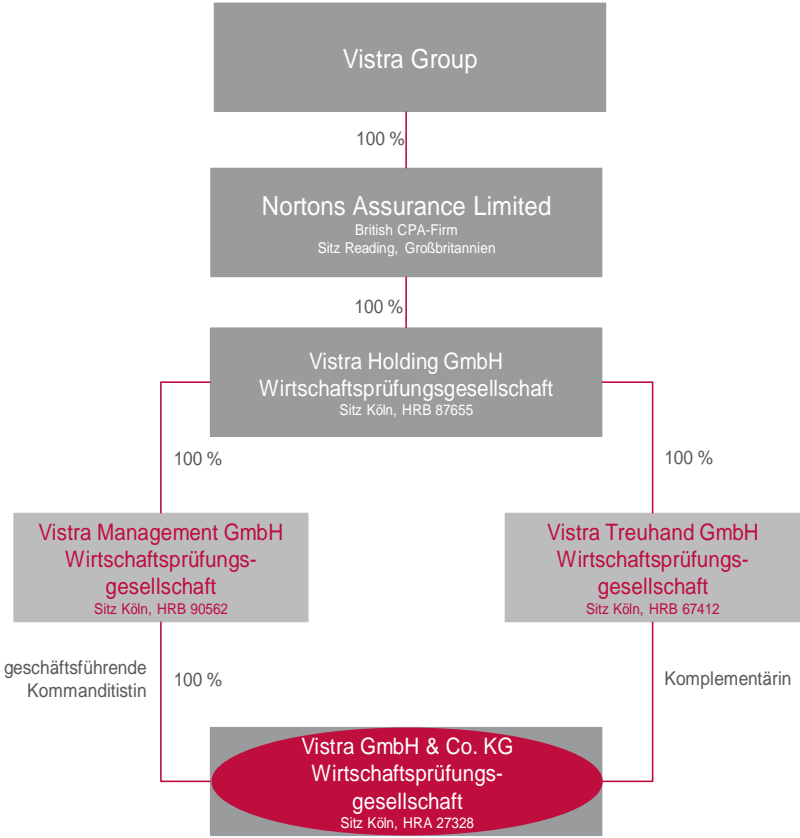 Vistra Group
100 %
Nortons Assurance Limited
British CPA-Firm
Sitz Reading, Großbritannien
100 %
Vistra Holding GmbH
Wirtschaftsprüfungsgesellschaft
Sitz Köln, HRB 87655
100 %
100 %
Vistra Management GmbH
Wirtschaftsprüfungs-
gesellschaft
Sitz Köln, HRB 90562
Vistra Treuhand GmbH
Wirtschaftsprüfungs-
gesellschaft
Sitz Köln, HRB 67412
geschäftsführende
Kommanditistin
100 %
Komplementärin
Vistra GmbH & Co. KG
Wirtschaftsprüfungs-
gesellschaft
Sitz Köln, HRA 27328